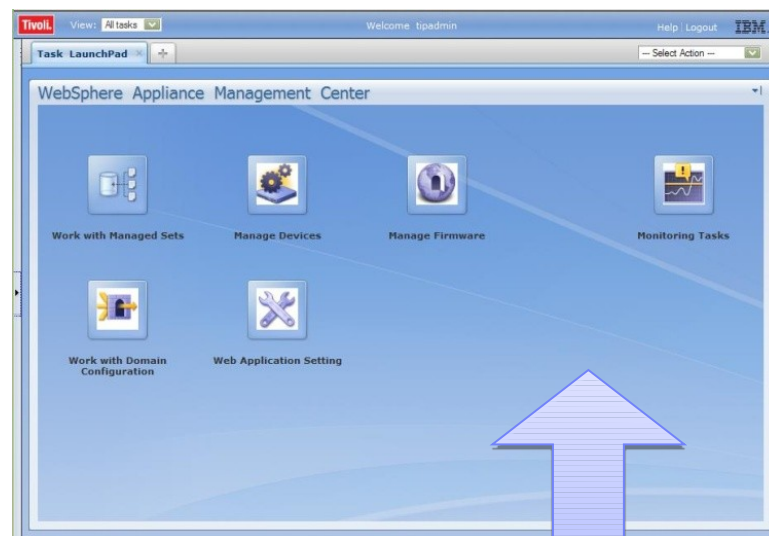 Tivoli. View: All tasks Welcome tipadmin Help Logout IBM
Task LaunchPad -- Select Action --
WebSphere Appliance Management Center
Work with Managed Sets Manage Devices Manage Firmware Monitoring Tasks
Work with Domain Configuration Web Application Setting